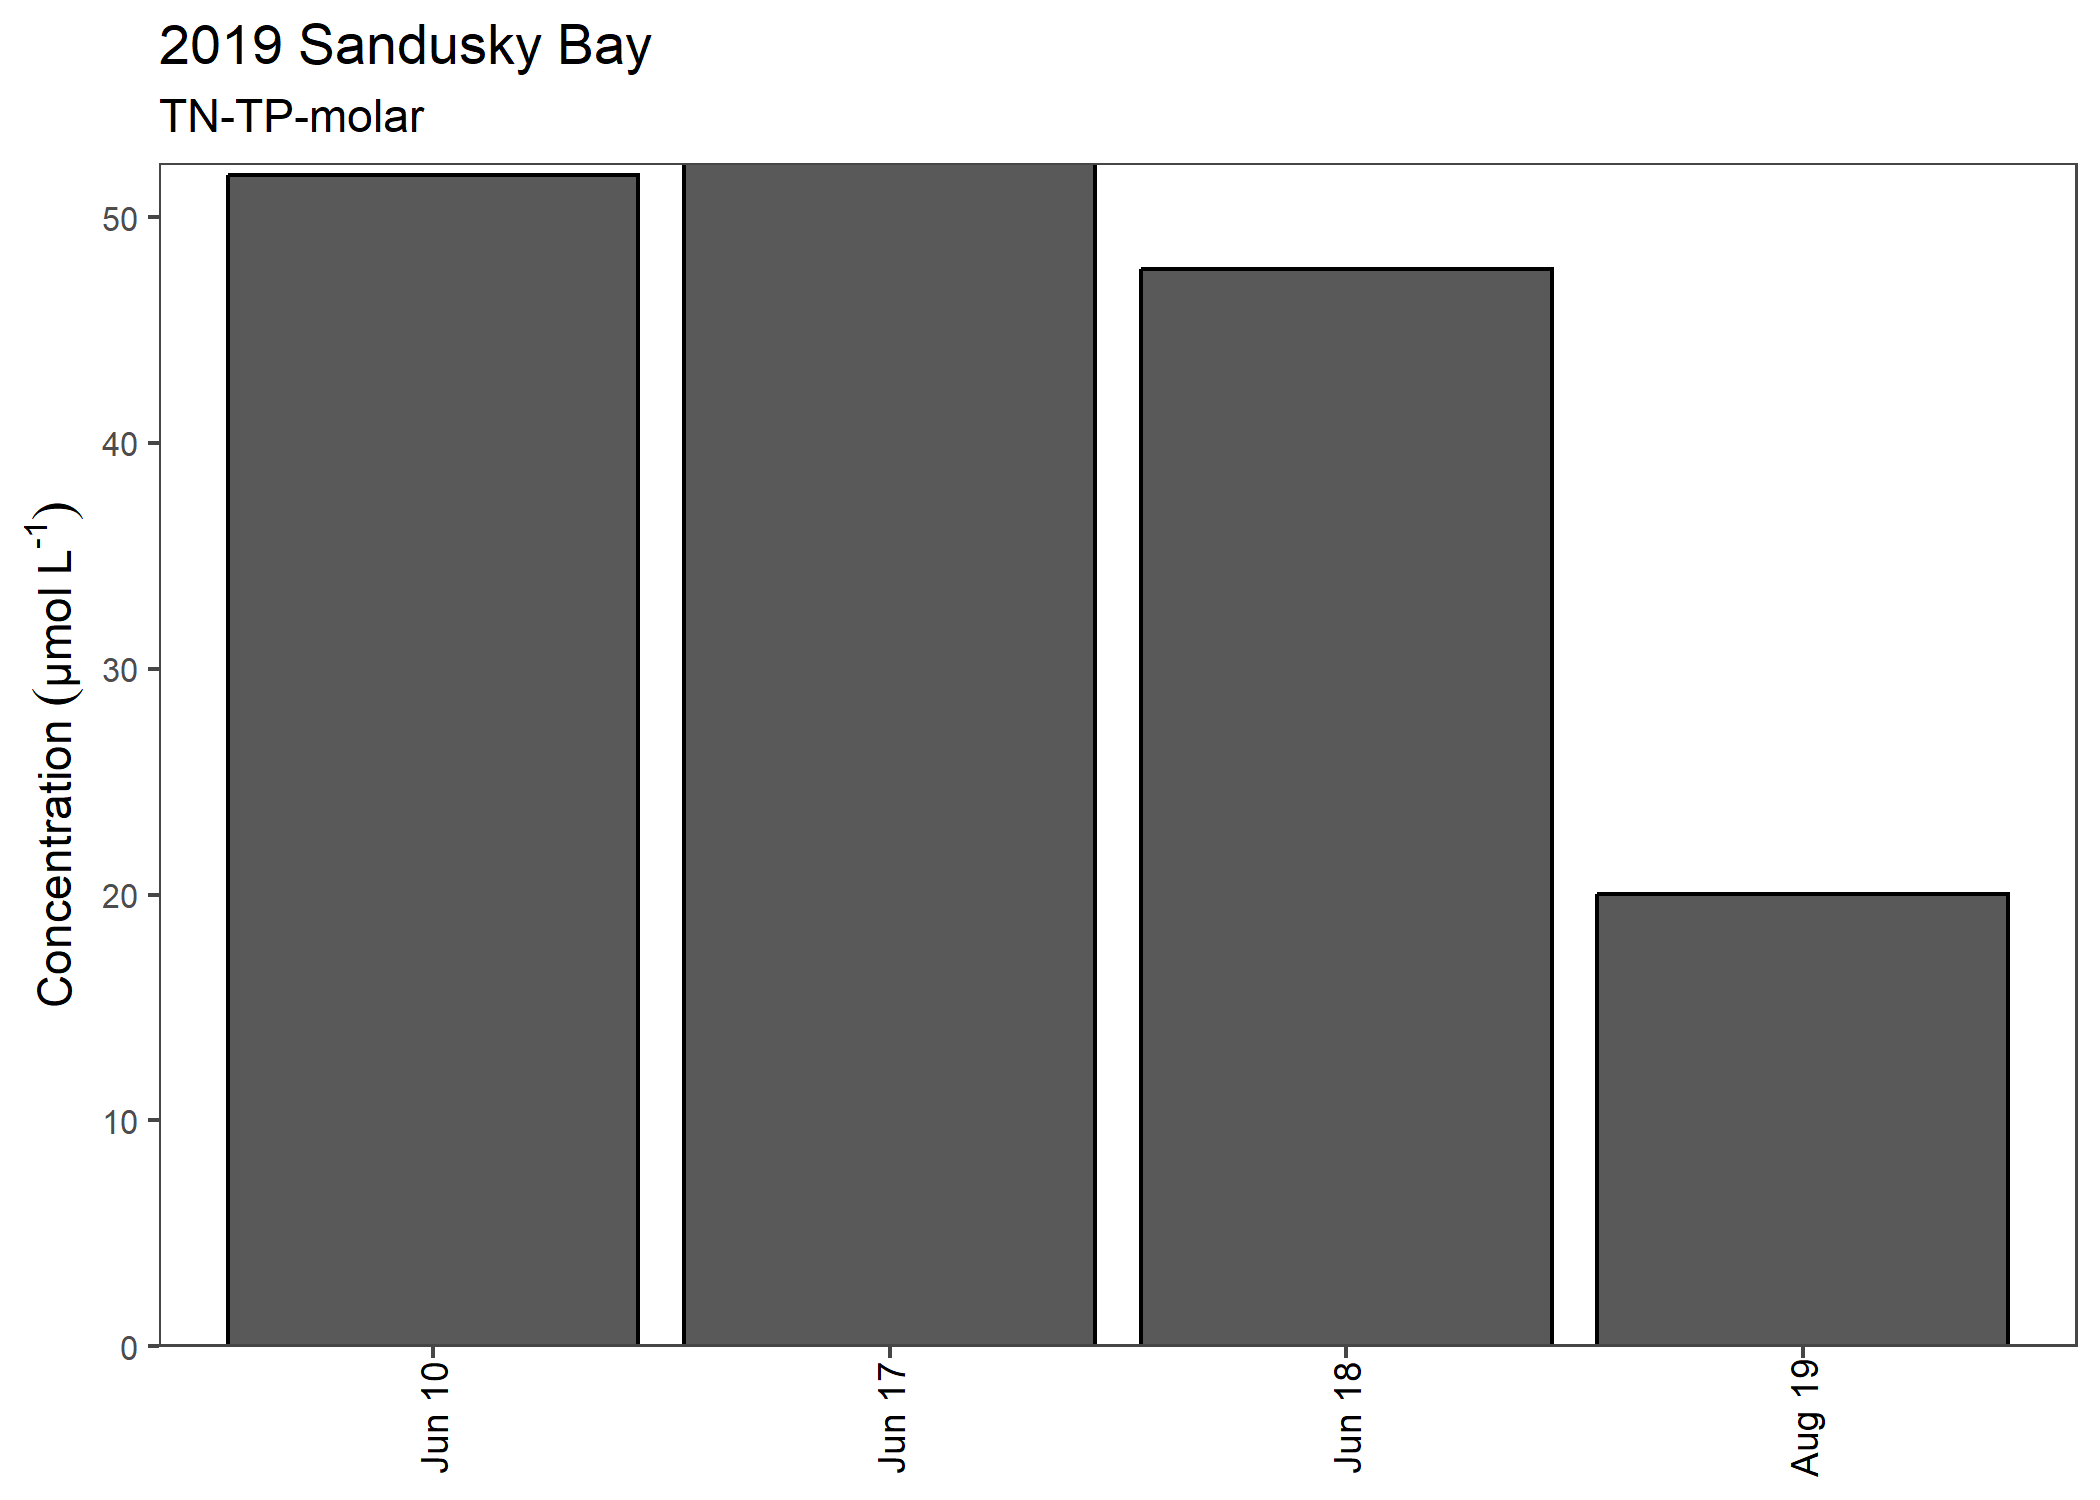 2019 Sandusky Bay
TN-TP-molar
Concentration (µmol L⁻¹)
50
40
30
20
10
0
Jun 10
Jun 17
Jun 18
Aug 19